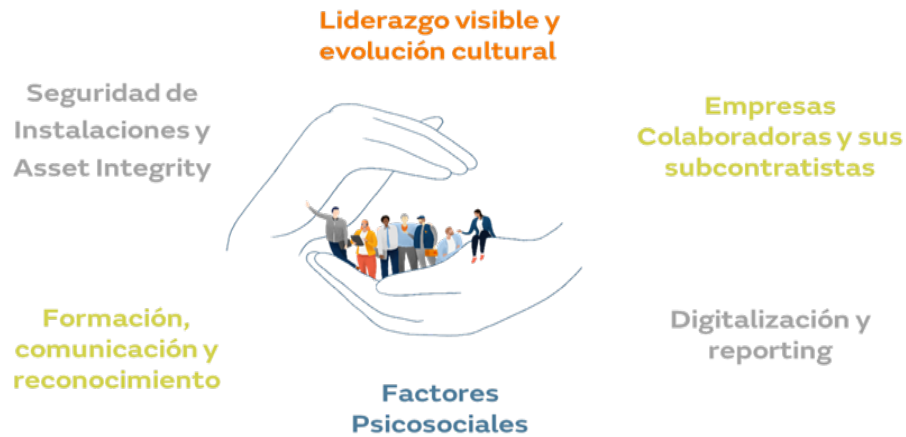 Liderazgo visible y
evolución cultural
Seguridad de
Instalaciones y
Asset Integrity
Empresas
Colaboradoras y sus
subcontratistas
Formación,
comunicación y
reconocimiento
Digitalización y
reporting
Factores
Psicosociales